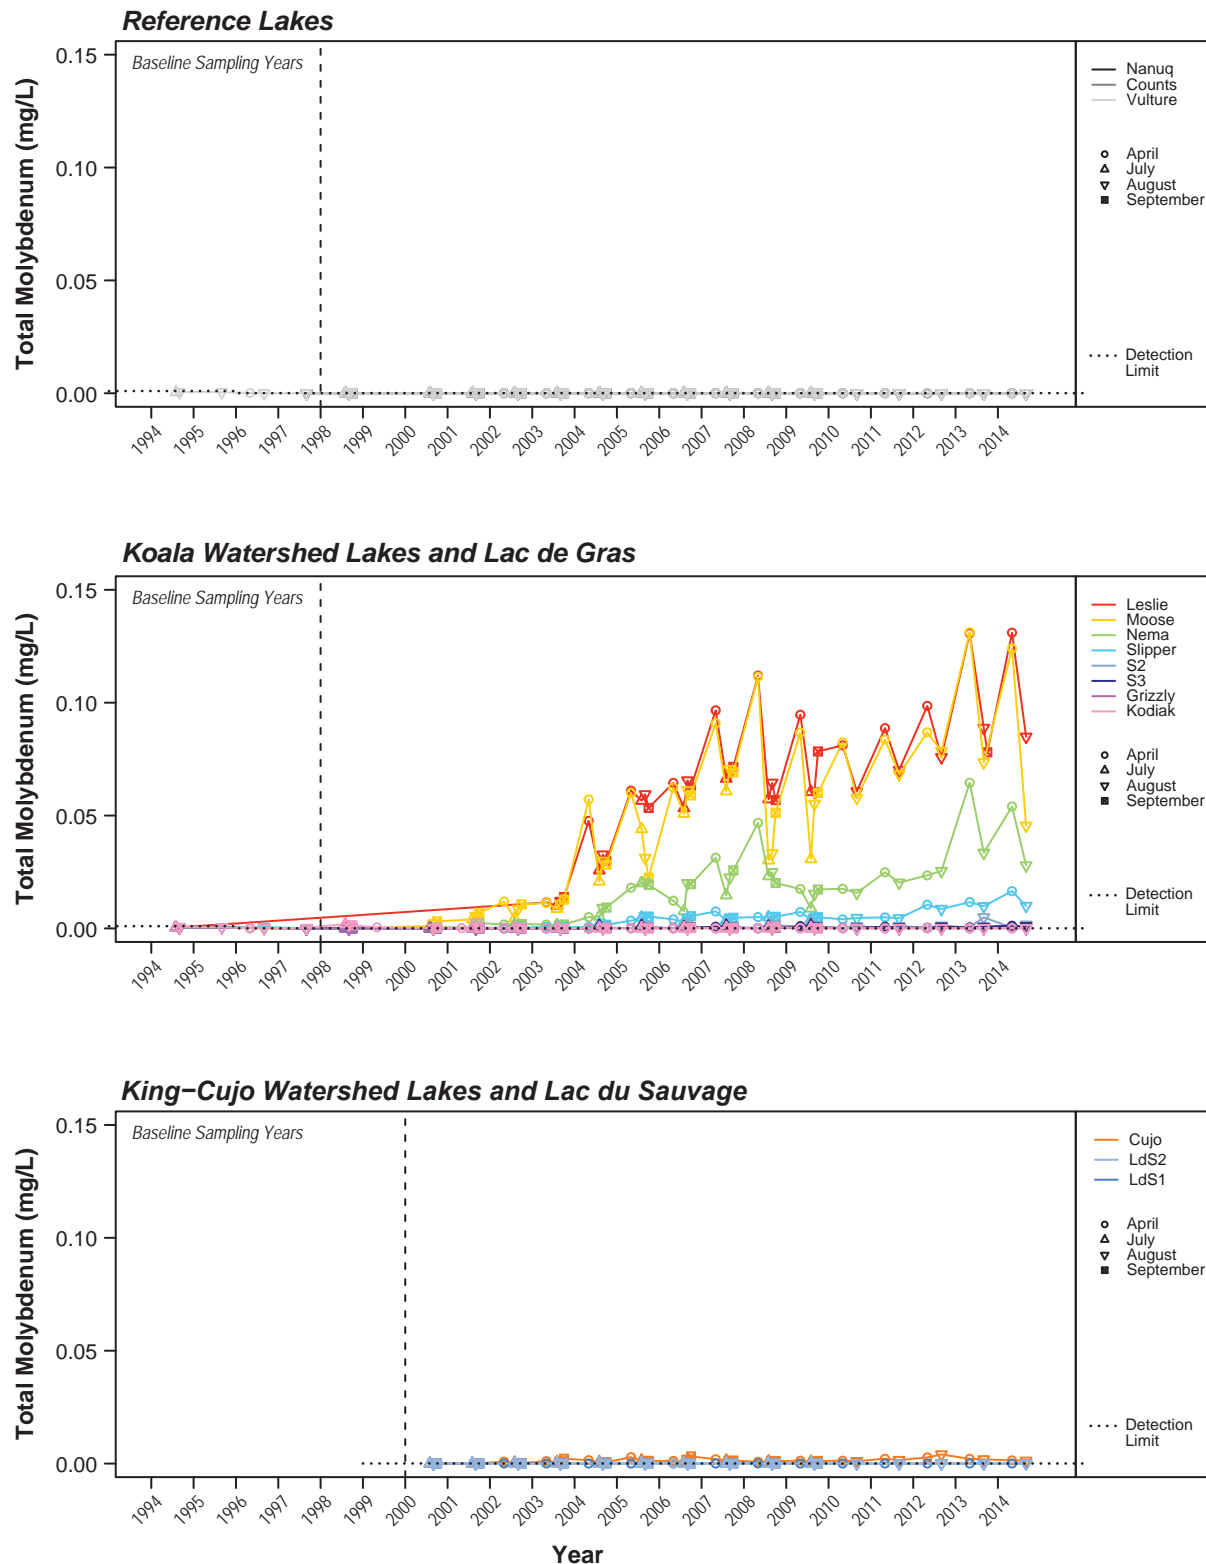 Reference Lakes
Total Molybdenum (mg/L)
0.15
0.10
0.05
0.00
Baseline Sampling Years
Nanuq
Counts
Vulture
April
July
August
September
Detection
Limit
1994 1995 1996 1997 1998 1999 2000 2001 2002 2003 2004 2005 2006 2007 2008 2009 2010 2011 2012 2013 2014
Koala Watershed Lakes and Lac de Gras
Total Molybdenum (mg/L)
0.15
0.10
0.05
0.00
Baseline Sampling Years
Leslie
Moose
Nema
Slipper
S2
S3
Grizzly
Kodiak
April
July
August
September
Detection
Limit
1994 1995 1996 1997 1998 1999 2000 2001 2002 2003 2004 2005 2006 2007 2008 2009 2010 2011 2012 2013 2014
King−Cujo Watershed Lakes and Lac du Sauvage
Total Molybdenum (mg/L)
0.15
0.10
0.05
0.00
Baseline Sampling Years
Cujo
LdS2
LdS1
April
July
August
September
Detection
Limit
1994 1995 1996 1997 1998 1999 2000 2001 2002 2003 2004 2005 2006 2007 2008 2009 2010 2011 2012 2013 2014
Year